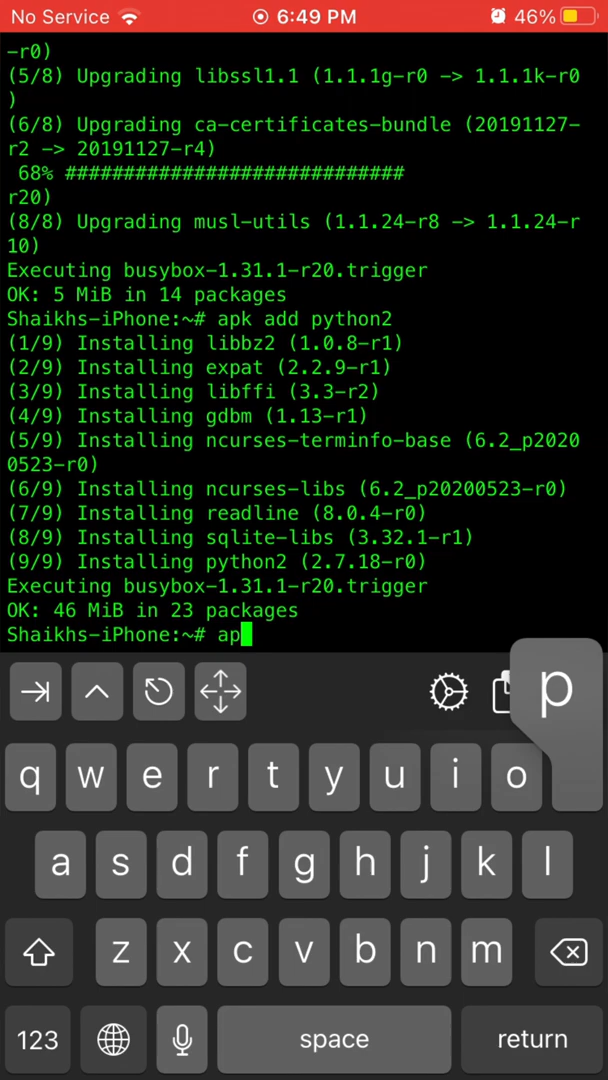 No Service 6:49 PM 46%
-r0)
(5/8) Upgrading libssl1.1 (1.1.1g-r0 -> 1.1.1k-r0
)
(6/8) Upgrading ca-certificates-bundle (20191127-
r2 -> 20191127-r4)
68% #############################
r20)
(8/8) Upgrading musl-utils (1.1.24-r8 -> 1.1.24-r
10)
Executing busybox-1.31.1-r20.trigger
OK: 5 MiB in 14 packages
Shaikhs-iPhone:~# apk add python2
(1/9) Installing libbz2 (1.0.8-r1)
(2/9) Installing expat (2.2.9-r1)
(3/9) Installing libffi (3.3-r2)
(4/9) Installing gdbm (1.13-r1)
(5/9) Installing ncurses-terminfo-base (6.2_p2020
0523-r0)
(6/9) Installing ncurses-libs (6.2_p20200523-r0)
(7/9) Installing readline (8.0.4-r0)
(8/9) Installing sqlite-libs (3.32.1-r1)
(9/9) Installing python2 (2.7.18-r0)
Executing busybox-1.31.1-r20.trigger
OK: 46 MiB in 23 packages
Shaikhs-iPhone:~# ap
p
q w e r t y u i o
a s d f g h j k l
z x c v b n m
123 space return